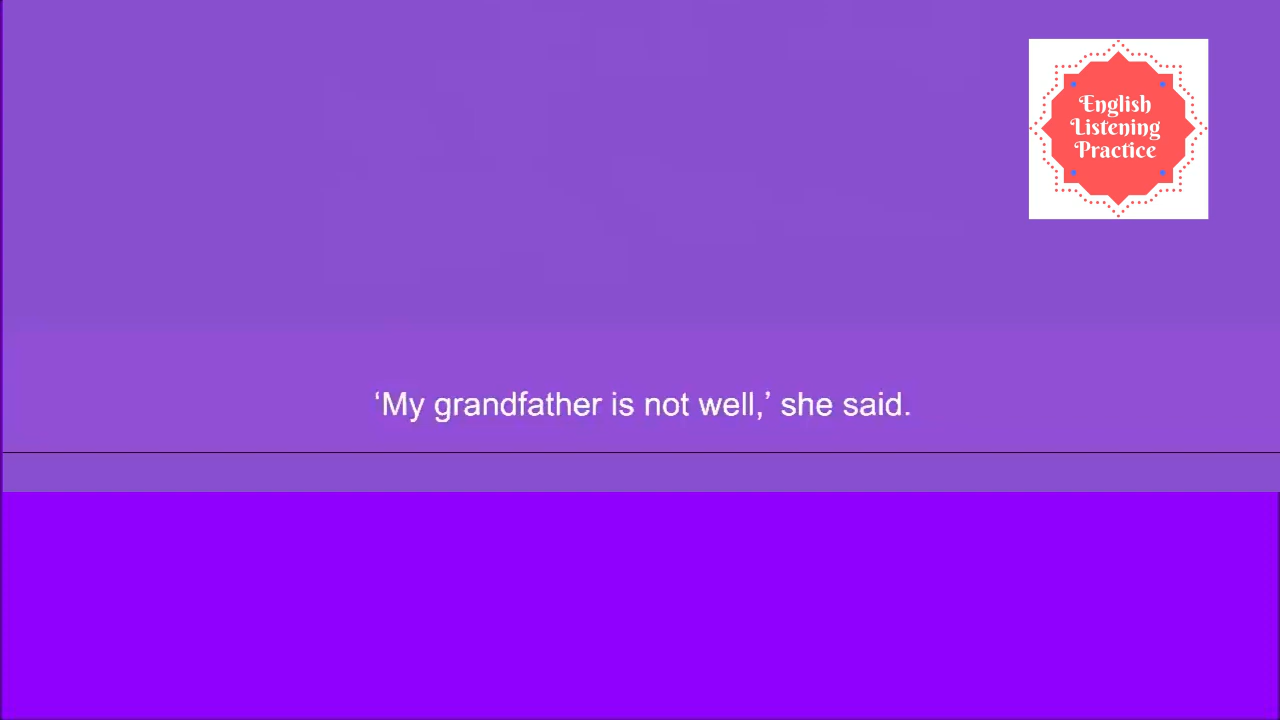 English
Listening
Practice
‘My grandfather is not well,’ she said.